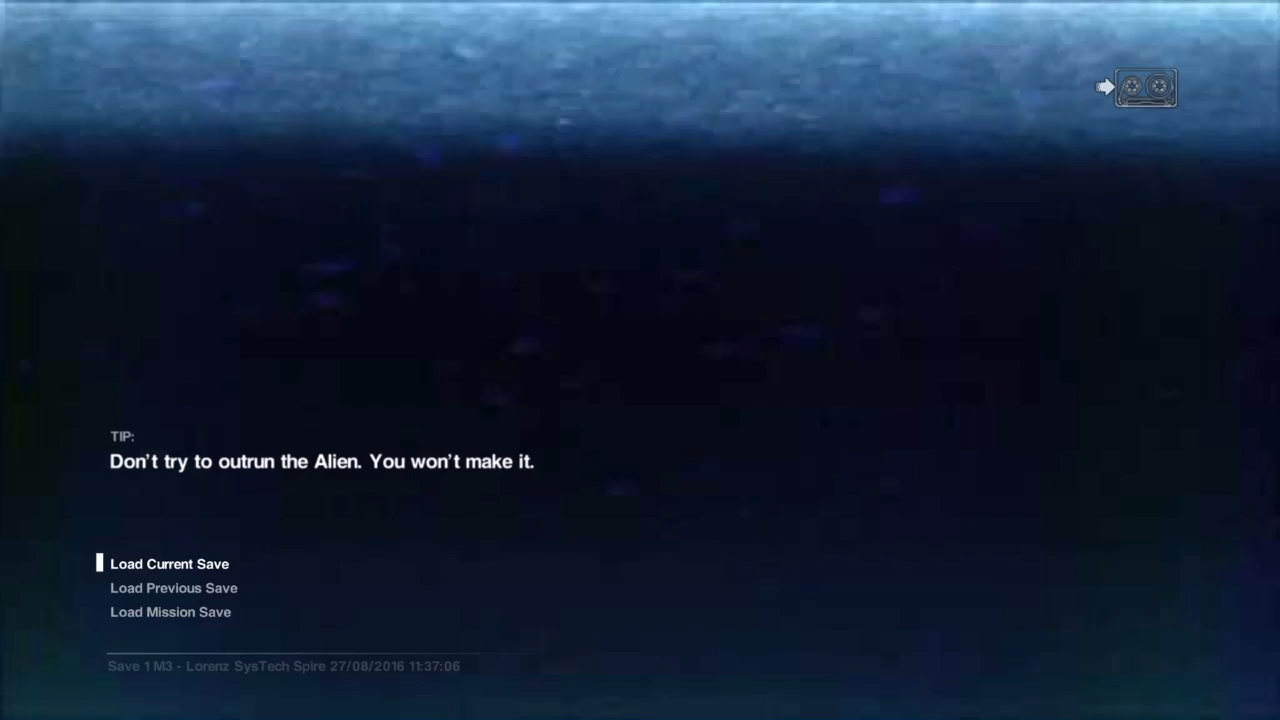 TIP:
Don't try to outrun the Alien. You won't make it.
Load Current Save
Load Previous Save
Load Mission Save
Save 1 M3 - Lorenz SysTech Spire 27/08/2016 11:37:06